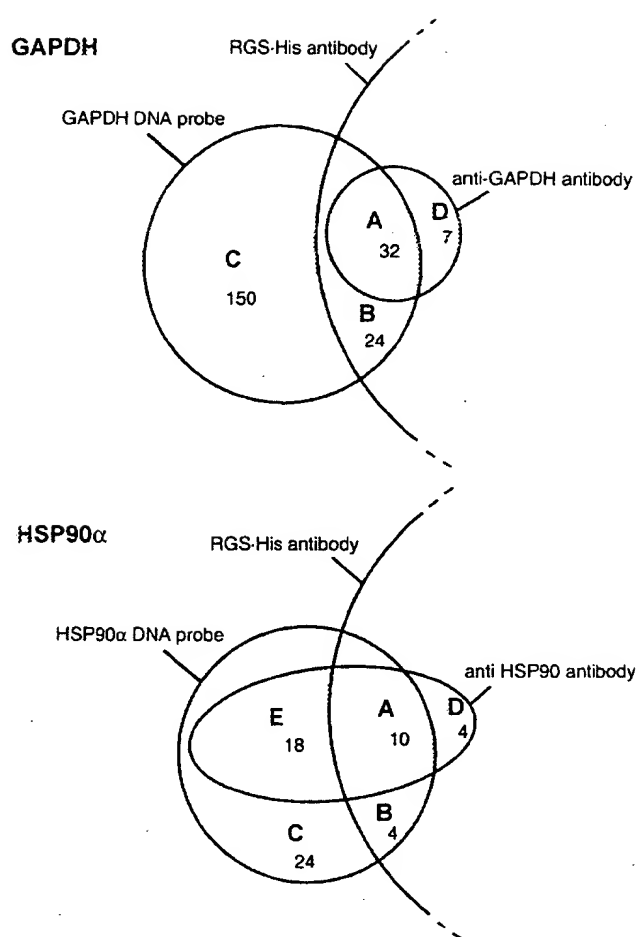 GAPDH
RGS·His antibody
GAPDH DNA probe
anti-GAPDH antibody
A
32
D
7
C
150
B
24
HSP90α
RGS·His antibody
HSP90α DNA probe
anti HSP90 antibody
E
18
A
10
D
4
C
24
B
4